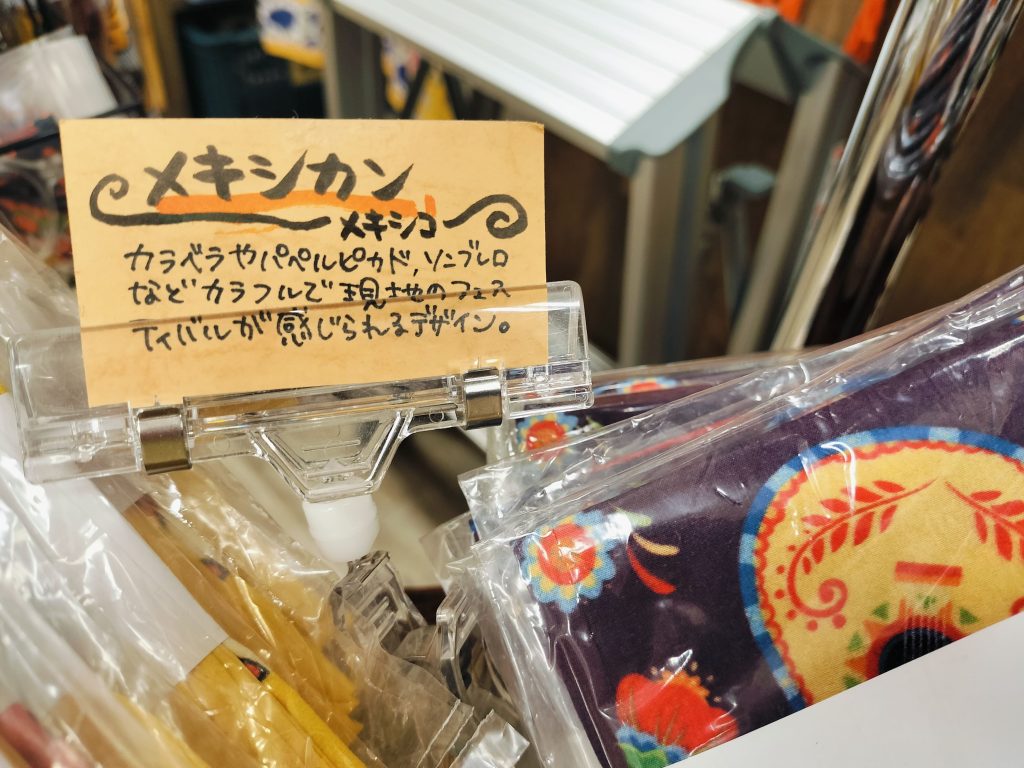 メキシカン
メキシコ
カラベラやパペルピカド,ソンブレロ
などカラフルで現地のフェス
ティバルが感じられるデザイン。